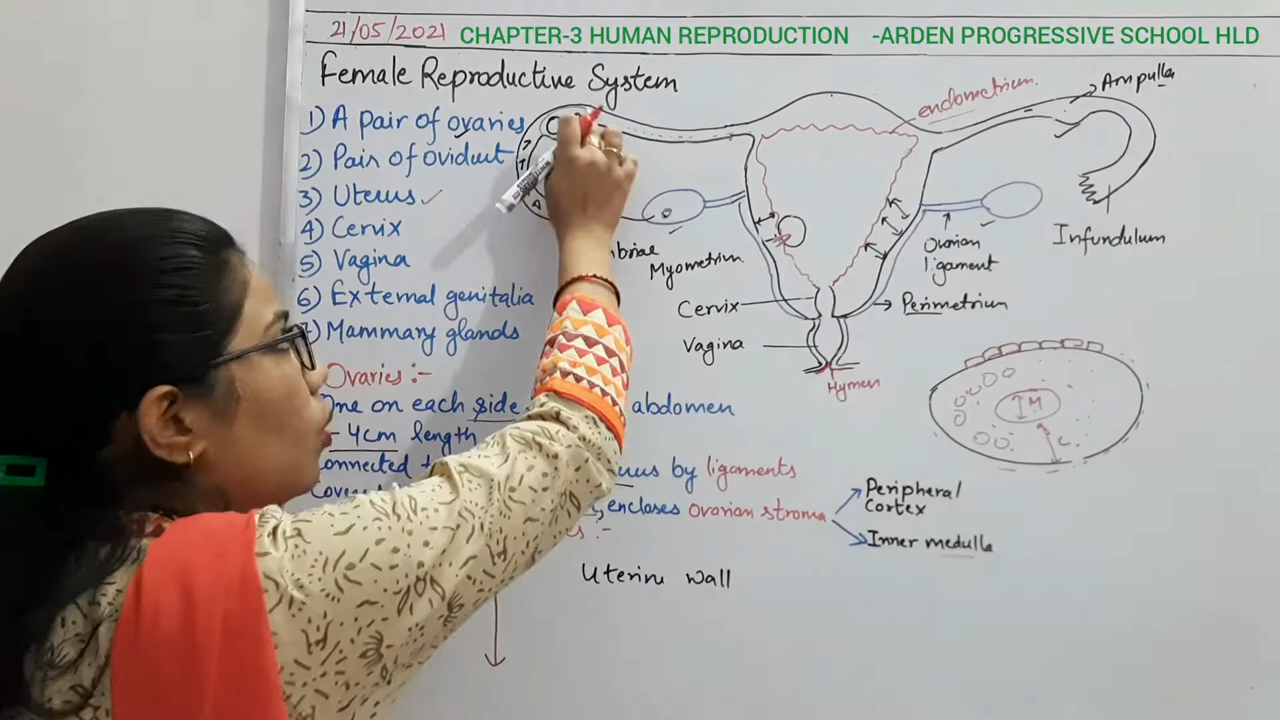 21/05/2021 CHAPTER-3 HUMAN REPRODUCTION -ARDEN PROGRESSIVE SCHOOL HLD
Female Reproductive System
1) A pair of ovaries
2) Pair of oviduct
3) Uterus
4) Cervix
5) Vagina
6) External genitalia
Mammary glands
endometrium
Ampulla
Infundulum
Ovarian
ligament
Myometrium
Cervix
Perimetrium
Vagina
Hymen
M
C
Ovaries :-
One on each side abdomen
4cm length
by ligaments
encloses Ovarian stroma
Peripheral
Cortex
Inner medulla
Uterine wall